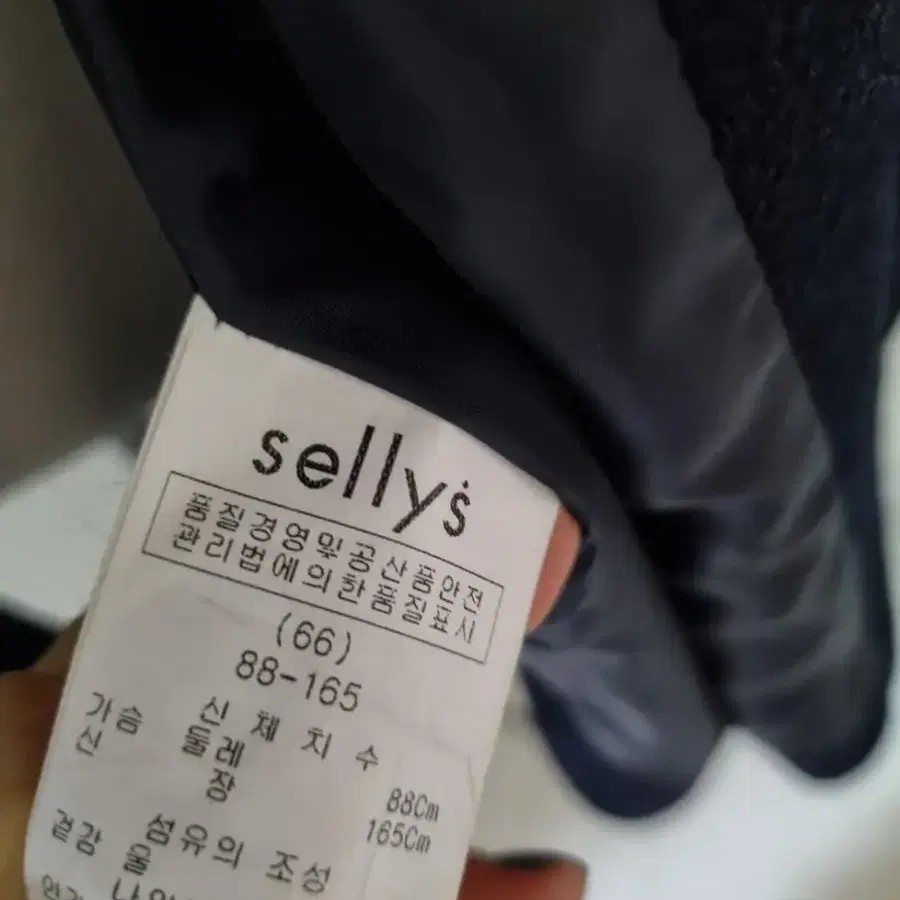 selly's
품질경영및공산품안전
관리법에의한품질표시
(66)
88-165
신 체 치 수
가슴 둘레 88Cm
신 장 165Cm
섬유의 조성
겉감 울